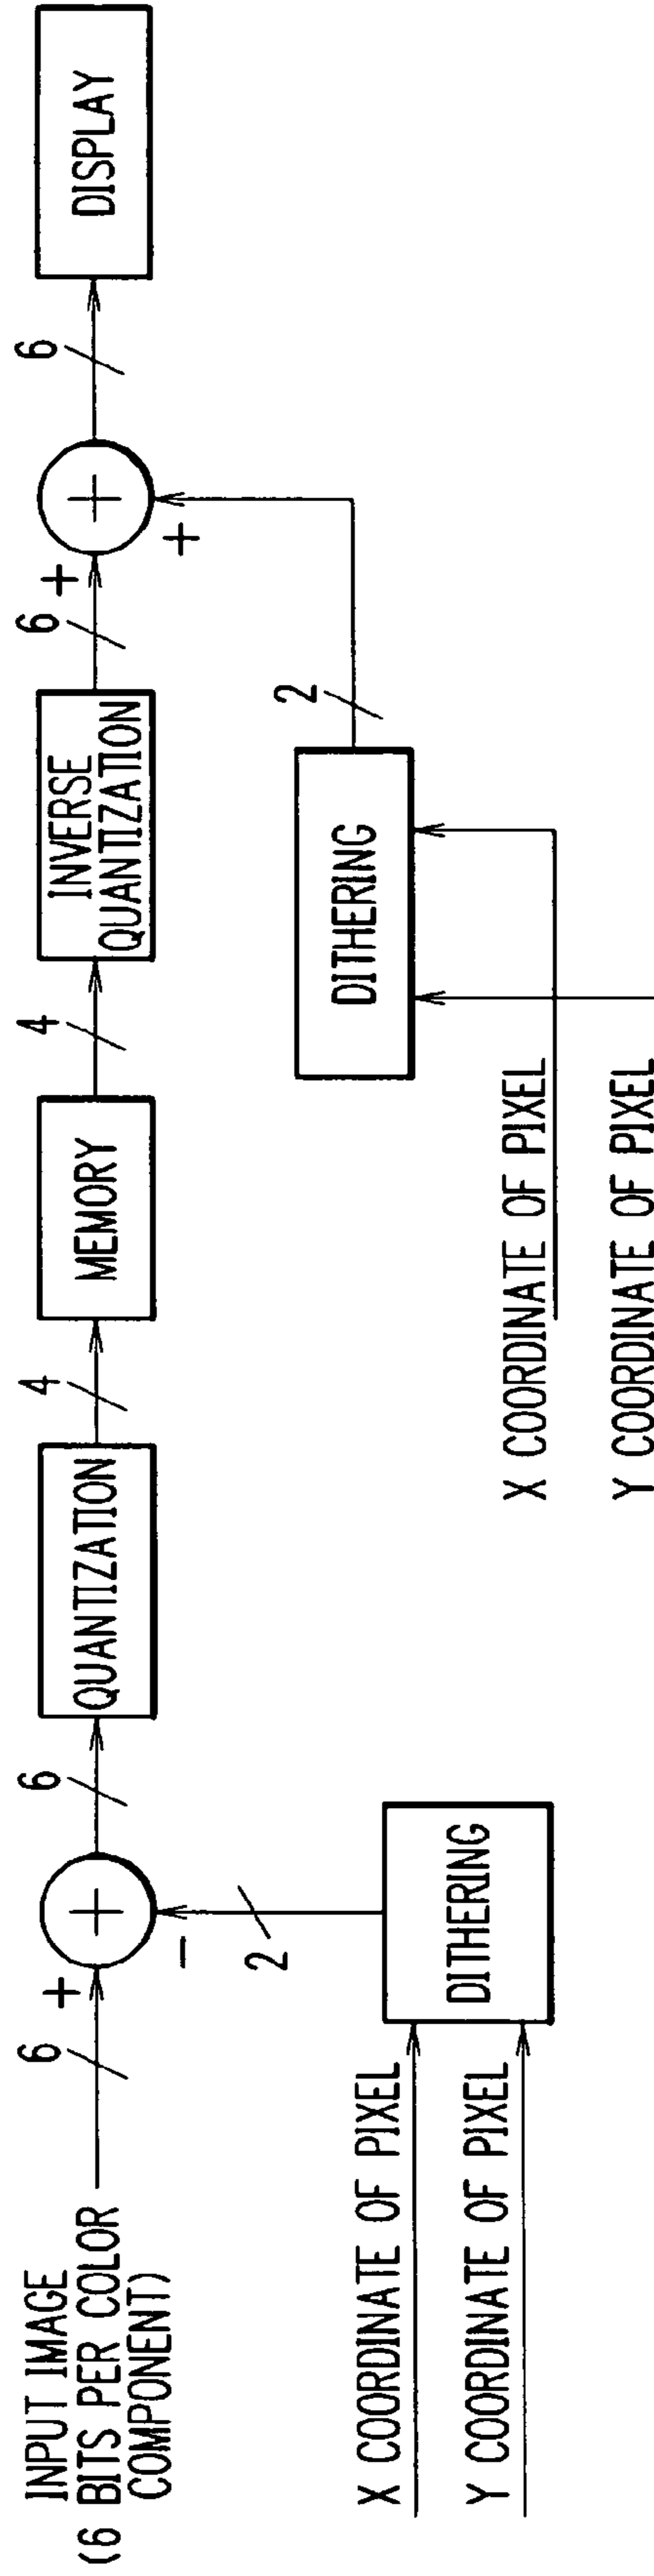 INPUT IMAGE
(6 BITS PER COLOR
COMPONENT)
6
+
+
-
2
DITHERING
X COORDINATE OF PIXEL
Y COORDINATE OF PIXEL
6
QUANTIZATION
4
MEMORY
4
INVERSE
QUANTIZATION
6
+
+
+
2
DITHERING
X COORDINATE OF PIXEL
Y COORDINATE OF PIXEL
6
DISPLAY